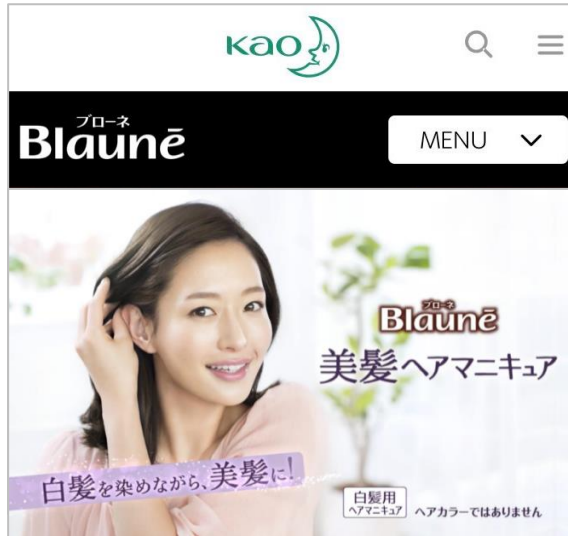 Kao
ブローネ
Blaunē
MENU
ブローネ
Blaunē
美髪ヘアマニキュア
白髪を染めながら、美髪に!
白髪用
ヘアマニキュア
ヘアカラーではありません